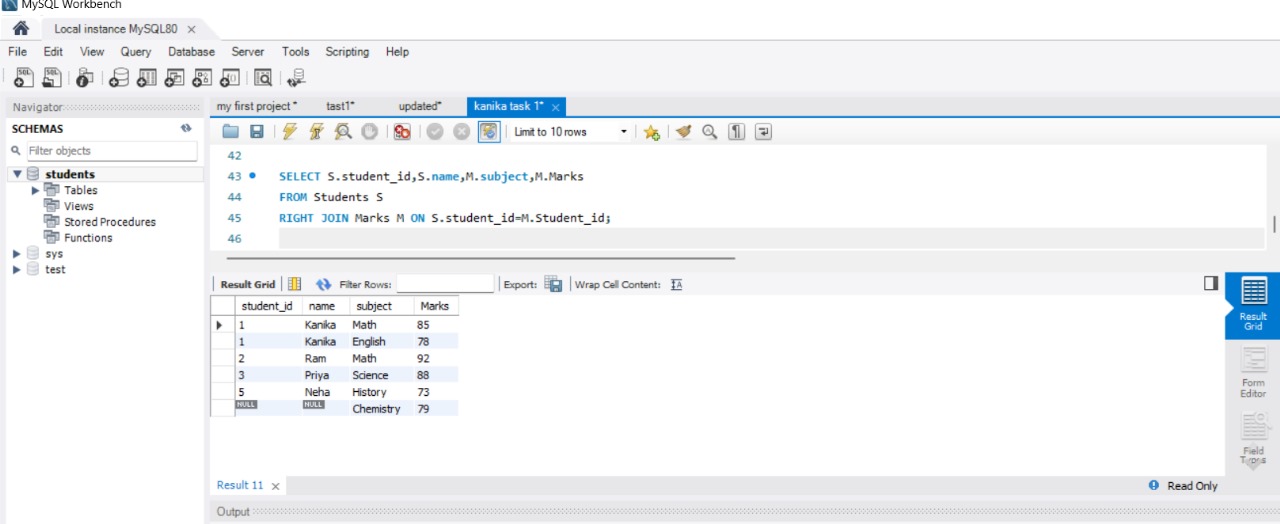 MySQL Workbench
Local instance MySQL80 ×
File Edit View Query Database Server Tools Scripting Help
Navigator
SCHEMAS
Filter objects
students
Tables
Views
Stored Procedures
Functions
sys
test
my first project* tast1* updated* kanika task 1* ×
Limit to 10 rows
42
43 SELECT S.student_id,S.name,M.subject,M.Marks
44 FROM Students S
45 RIGHT JOIN Marks M ON S.student_id=M.Student_id;
46
Result Grid Filter Rows: Export: Wrap Cell Content:
student_id name subject Marks
1 Kanika Math 85
1 Kanika English 78
2 Ram Math 92
3 Priya Science 88
5 Neha History 73
NULL NULL Chemistry 79
Result
Grid
Form
Editor
Field
Types
Result 11 ×
Read Only
Output